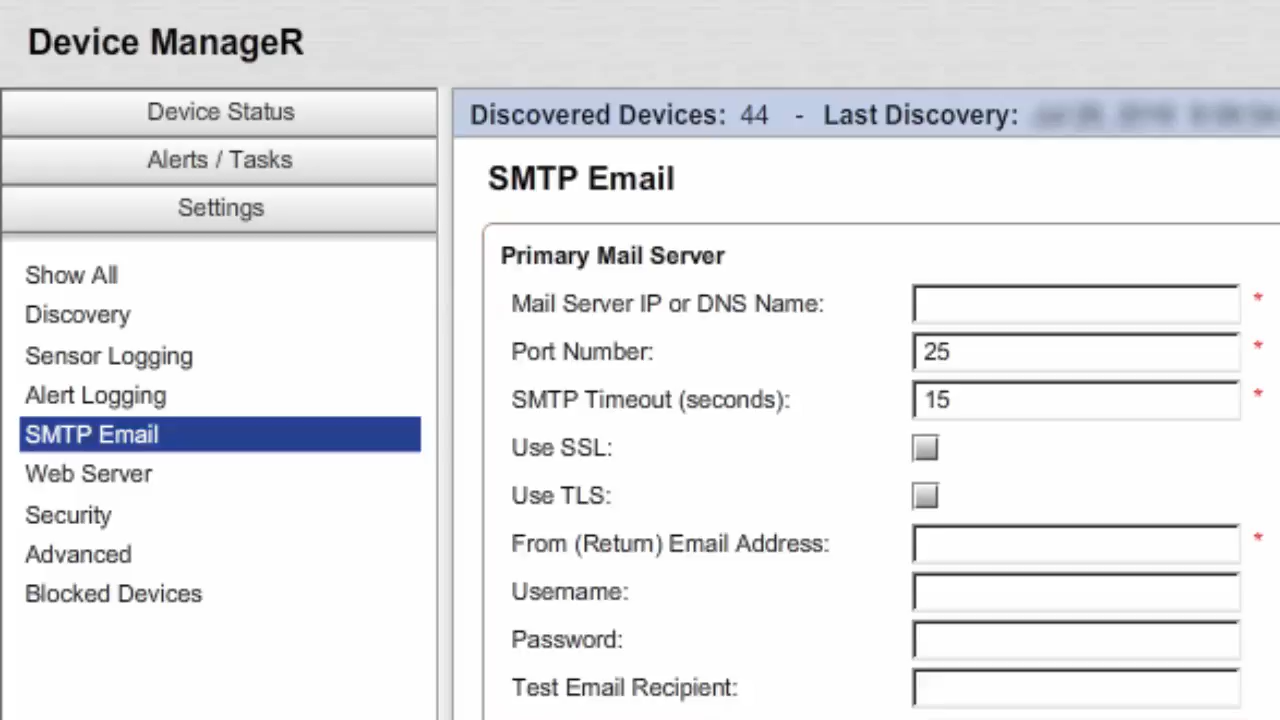 Device ManageR
Device Status
Alerts / Tasks
Settings
Show All
Discovery
Sensor Logging
Alert Logging
SMTP Email
Web Server
Security
Advanced
Blocked Devices
Discovered Devices: 44 - Last Discovery:
SMTP Email
Primary Mail Server
Mail Server IP or DNS Name: *
Port Number: 25 *
SMTP Timeout (seconds): 15 *
Use SSL:
Use TLS:
From (Return) Email Address: *
Username:
Password:
Test Email Recipient: